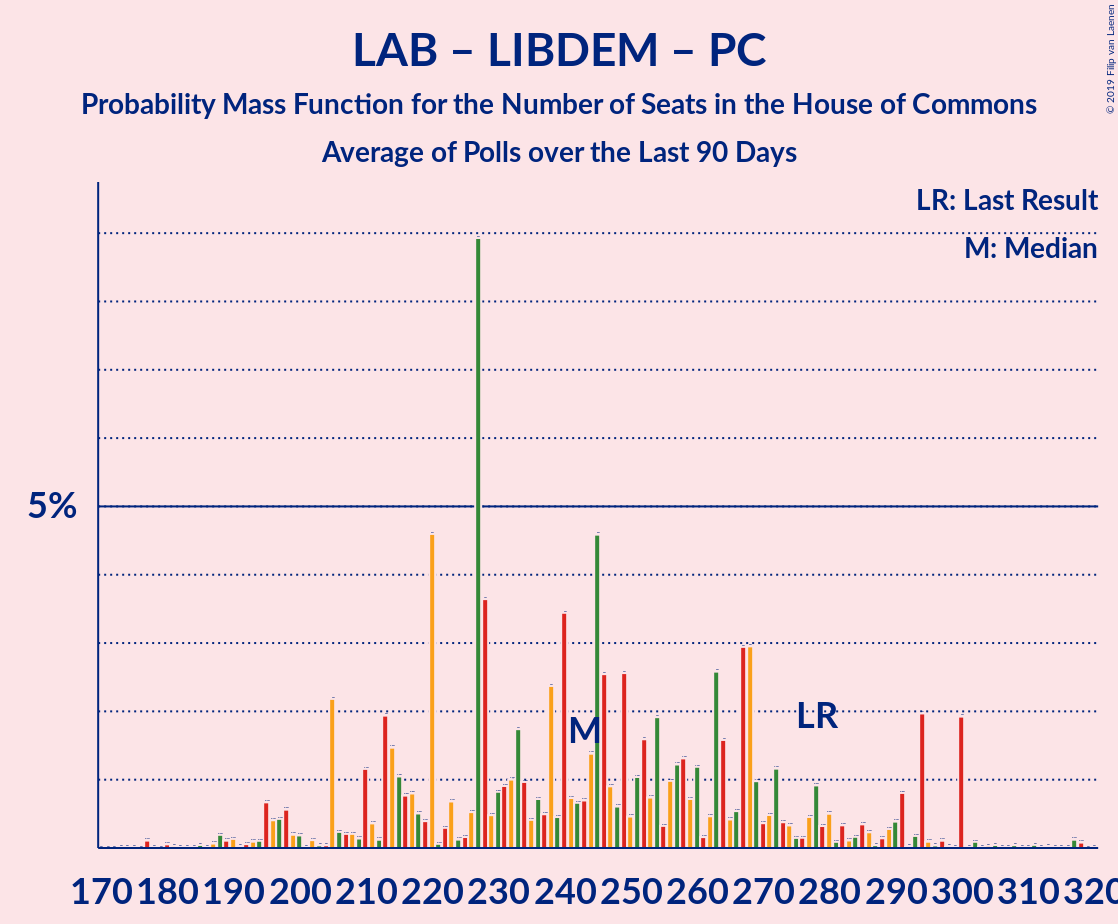 LAB – LIBDEM – PC
Probability Mass Function for the Number of Seats in the House of Commons
Average of Polls over the Last 90 Days
© 2019 Filip van Laenen
LR: Last Result
M: Median
5%
M
LR
170 180 190 200 210 220 230 240 250 260 270 280 290 300 310 320